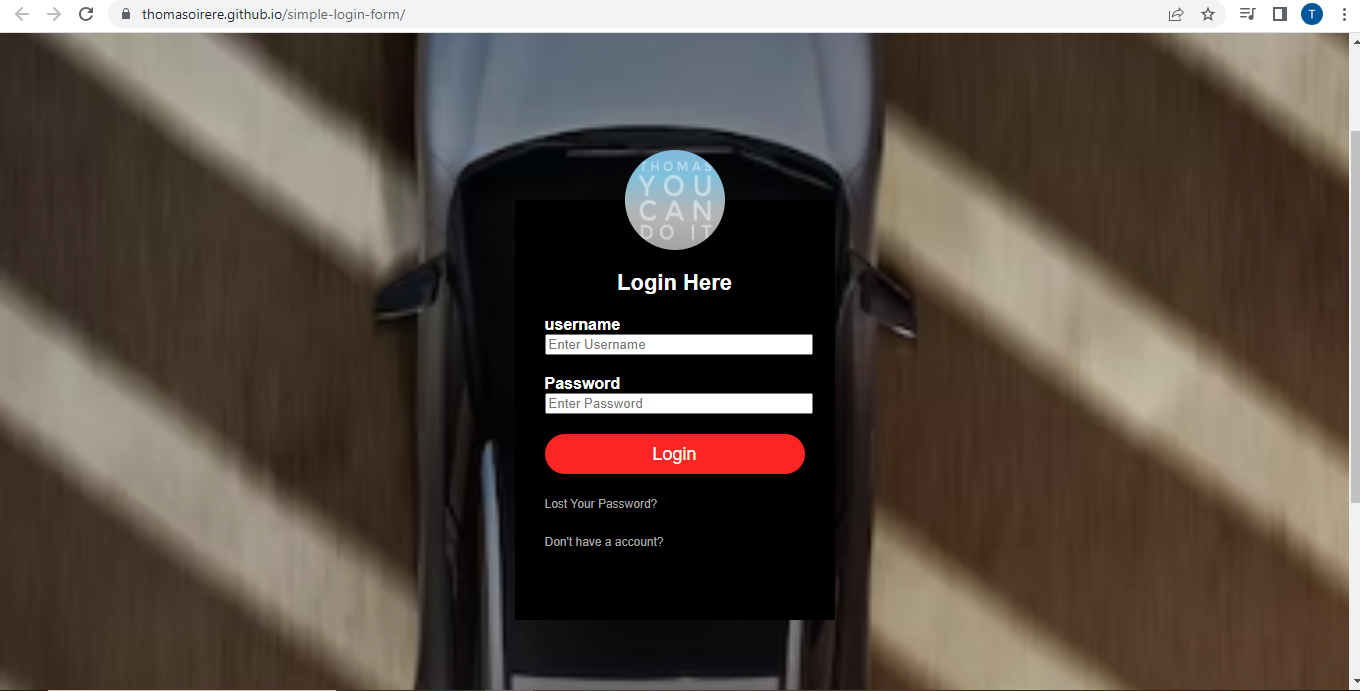 thomasoirere.github.io/simple-login-form/
T
THOMAS
YOU
CAN
DO IT
Login Here
username
Enter Username
Password
Enter Password
Login
Lost Your Password?
Don't have a account?